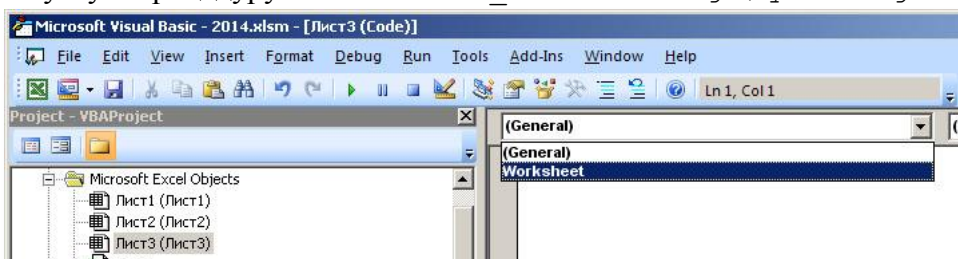 Microsoft Visual Basic - 2014.xlsm - [Лист3 (Code)]
File Edit View Insert Format Debug Run Tools Add-Ins Window Help
Ln 1, Col 1
Project - VBAProject
(General)
(General)
Worksheet
Microsoft Excel Objects
Лист1 (Лист1)
Лист2 (Лист2)
Лист3 (Лист3)